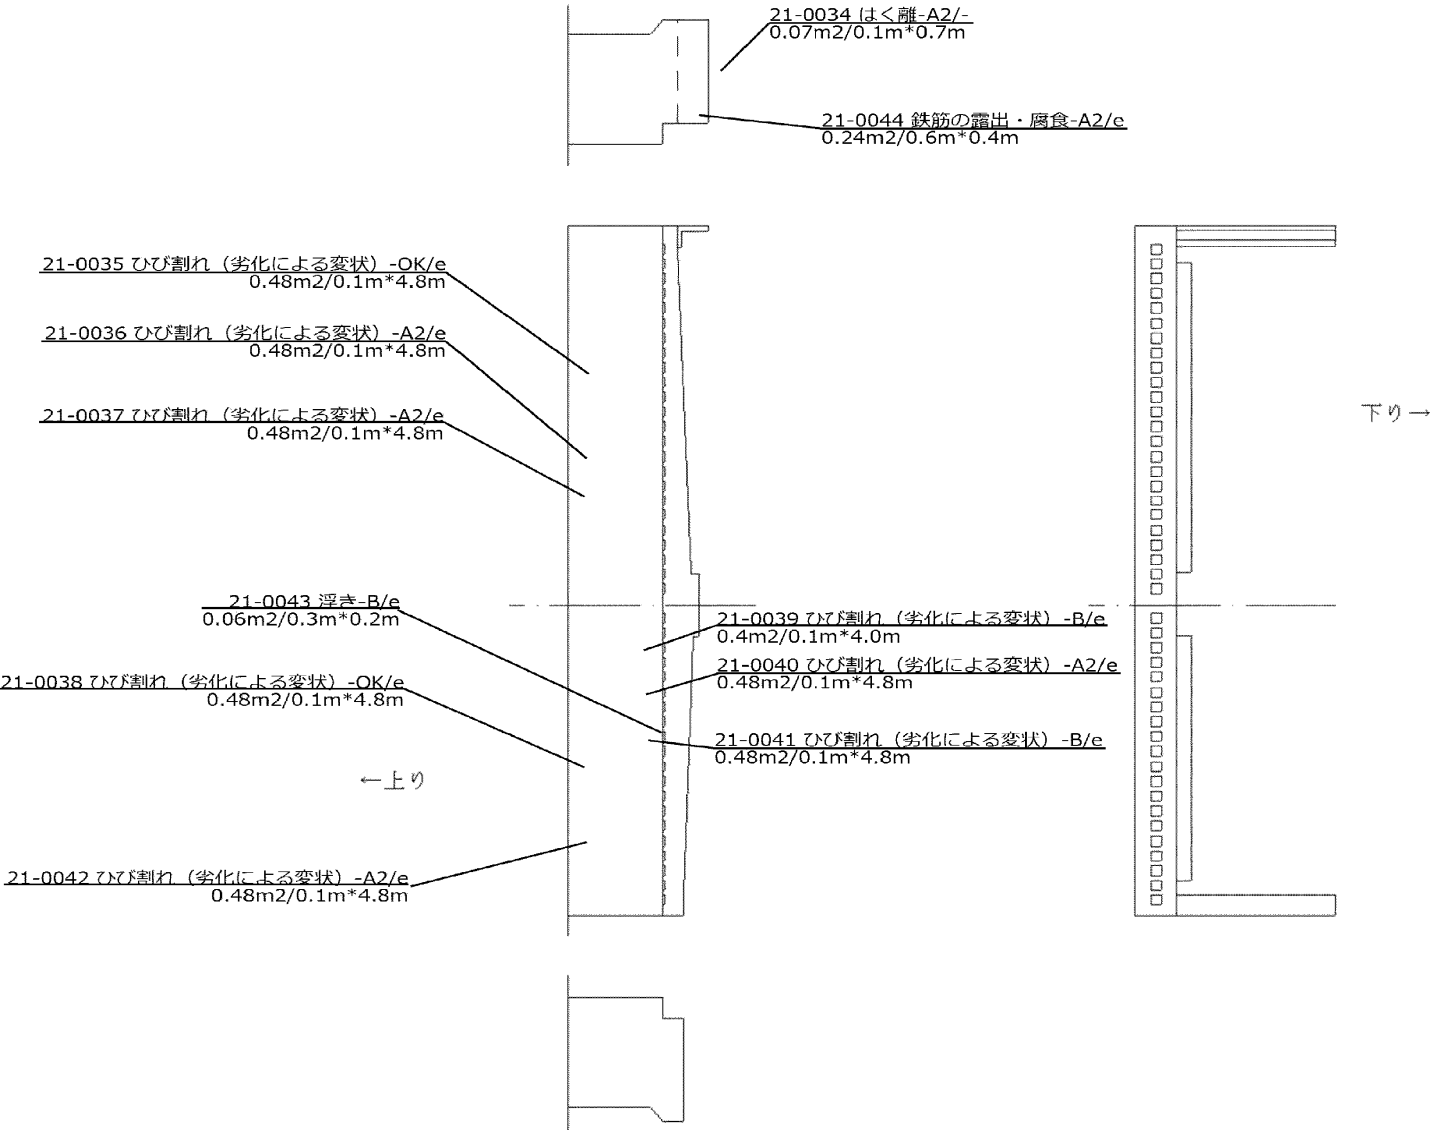 21-0034 はく離-A2/-
0.07m2/0.1m*0.7m
21-0044 鉄筋の露出・腐食-A2/e
0.24m2/0.6m*0.4m
21-0035 ひび割れ（劣化による変状）-OK/e
0.48m2/0.1m*4.8m
21-0036 ひび割れ（劣化による変状）-A2/e
0.48m2/0.1m*4.8m
21-0037 ひび割れ（劣化による変状）-A2/e
0.48m2/0.1m*4.8m
下り→
21-0043 浮き-B/e
0.06m2/0.3m*0.2m
21-0039 ひび割れ（劣化による変状）-B/e
0.4m2/0.1m*4.0m
21-0040 ひび割れ（劣化による変状）-A2/e
0.48m2/0.1m*4.8m
21-0038 ひび割れ（劣化による変状）-OK/e
0.48m2/0.1m*4.8m
21-0041 ひび割れ（劣化による変状）-B/e
0.48m2/0.1m*4.8m
←上り
21-0042 ひび割れ（劣化による変状）-A2/e
0.48m2/0.1m*4.8m